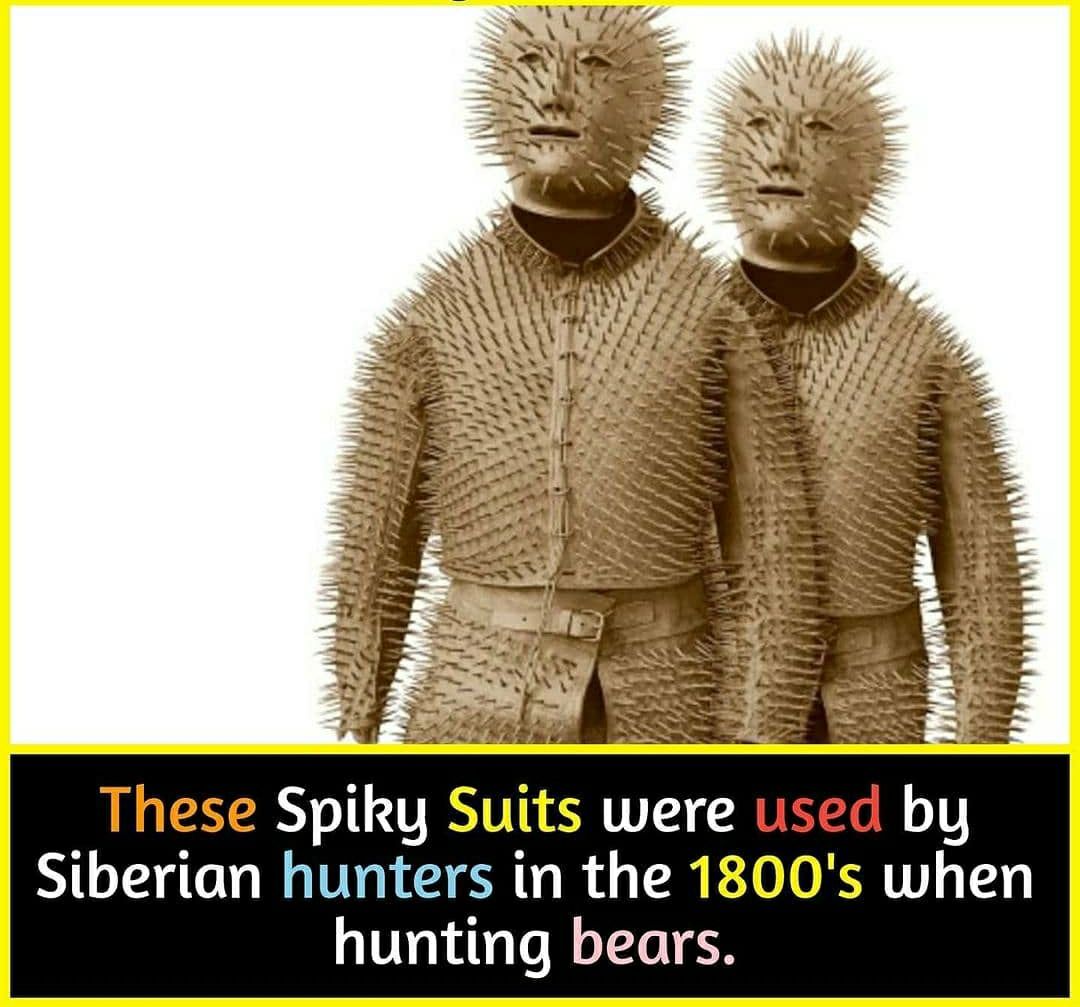 These Spiky Suits were used by
Siberian hunters in the 1800's when
hunting bears.